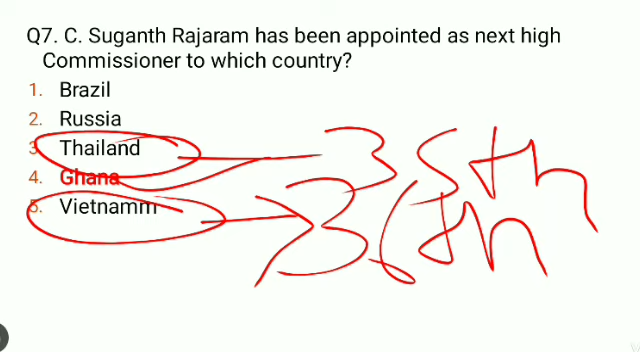 Q7. C. Suganth Rajaram has been appointed as next high
Commissioner to which country?
1. Brazil
2. Russia
3. Thailand
4. Ghana
5. Vietnamm
35th
36th